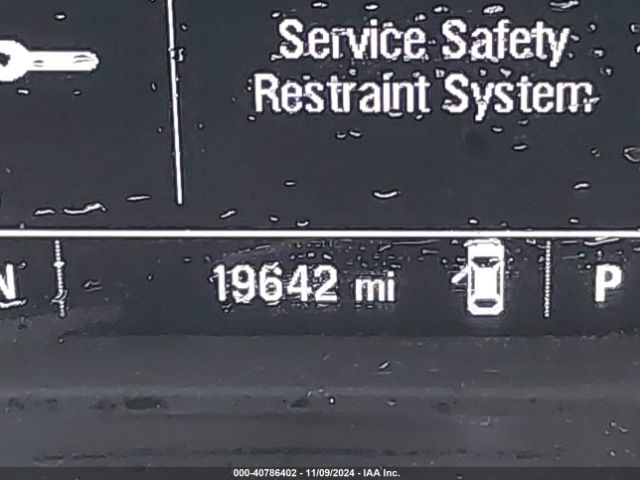 Service Safety
Restraint System
N 19642 mi P
000-40786402 - 11/09/2024 - IAA Inc.